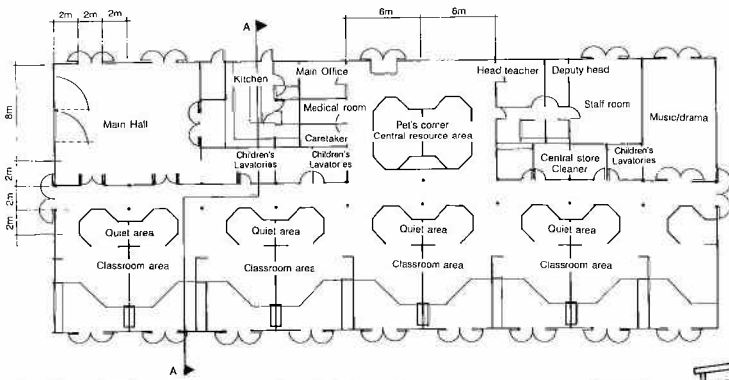 2m 2m 2m
A
6m 6m
8m
Kitchen
Main Office
Head teacher
Deputy head
Medical room
Staff room
Main Hall
Pet's corner
Central resource area
Music/drama
Caretaker
Children's
Lavatories
Children's
Lavatories
Central store
Cleaner
Children's
Lavatories
2m
2m
2m
Quiet area
Quiet area
Quiet area
Quiet area
Classroom area
Classroom area
Classroom area
Classroom area
A